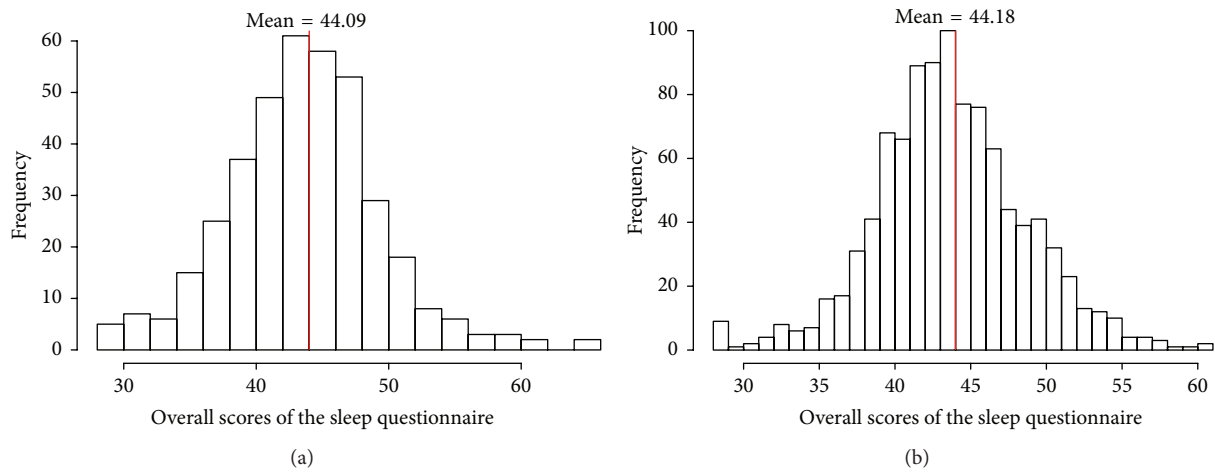 Mean = 44.09
60
50
40
30
20
10
0
Frequency
30 40 50 60
Overall scores of the sleep questionnaire
(a)
Mean = 44.18
100
80
60
40
20
0
Frequency
30 35 40 45 50 55 60
Overall scores of the sleep questionnaire
(b)